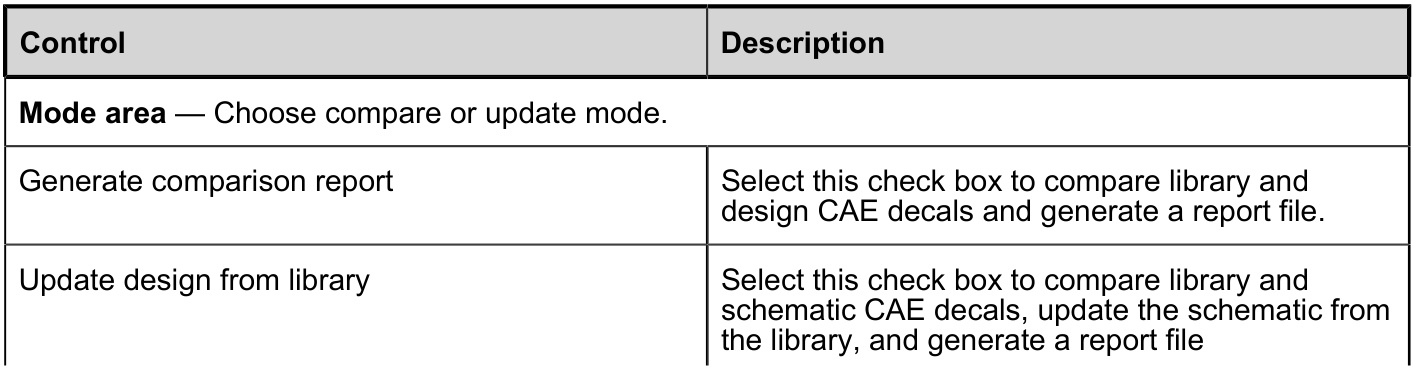 Control
Description
Mode area — Choose compare or update mode.
Generate comparison report
Select this check box to compare library and
design CAE decals and generate a report file.
Update design from library
Select this check box to compare library and
schematic CAE decals, update the schematic from
the library, and generate a report file